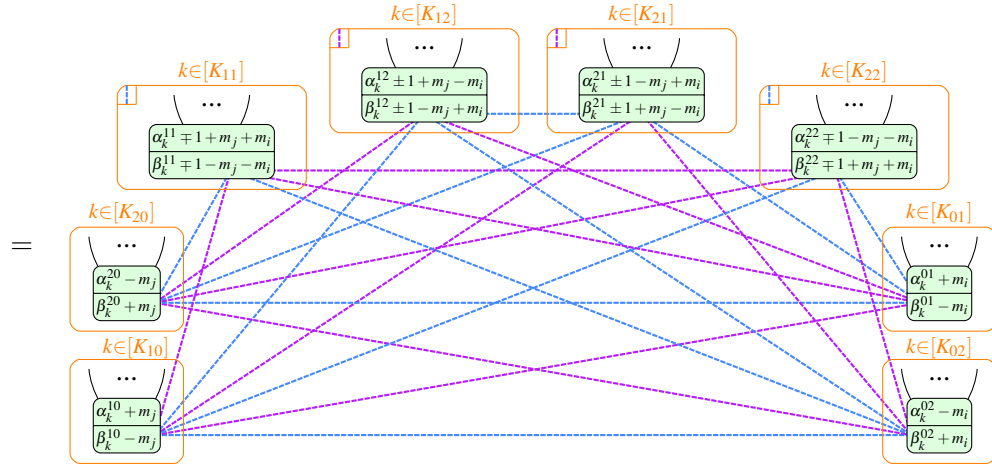 k∈[K₁₂] k∈[K₂₁]
...
α_k^{12} ± 1 + m_j − m_i
β_k^{12} ± 1 − m_j + m_i
...
α_k^{21} ± 1 − m_j + m_i
β_k^{21} ± 1 + m_j − m_i
k∈[K₁₁] k∈[K₂₂]
...
α_k^{11} ∓ 1 + m_j + m_i
β_k^{11} ∓ 1 − m_j − m_i
...
α_k^{22} ∓ 1 − m_j − m_i
β_k^{22} ∓ 1 + m_j + m_i
k∈[K₂₀] k∈[K₀₁]
=
...
α_k^{20} − m_j
β_k^{20} + m_j
...
α_k^{01} + m_i
β_k^{01} − m_i
k∈[K₁₀] k∈[K₀₂]
...
α_k^{10} + m_j
β_k^{10} − m_j
...
α_k^{02} − m_i
β_k^{02} + m_i